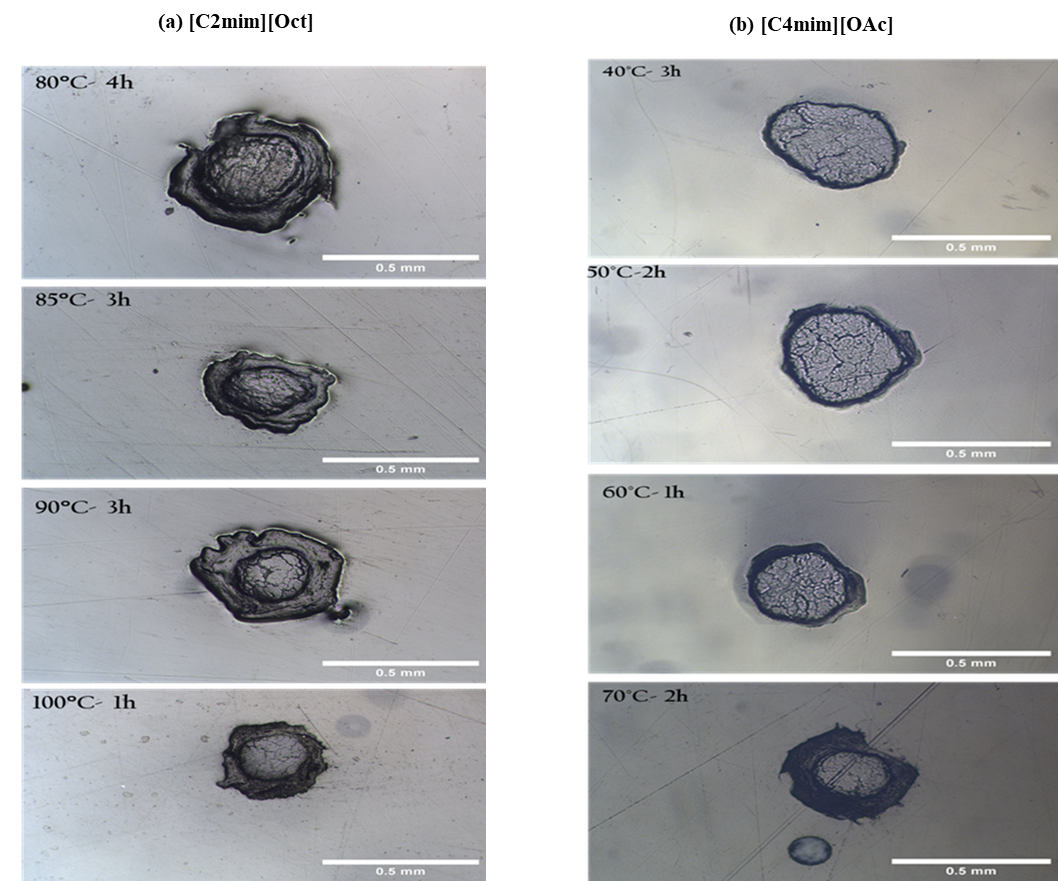 (a) [C2mim][Oct]
80°C- 4h
0.5 mm
85°C- 3h
0.5 mm
90°C- 3h
0.5 mm
100°C- 1h
0.5 mm
(b) [C4mim][OAc]
40°C- 3h
0.5 mm
50°C-2h
0.5 mm
60°C- 1h
0.5 mm
70°C- 2h
0.5 mm